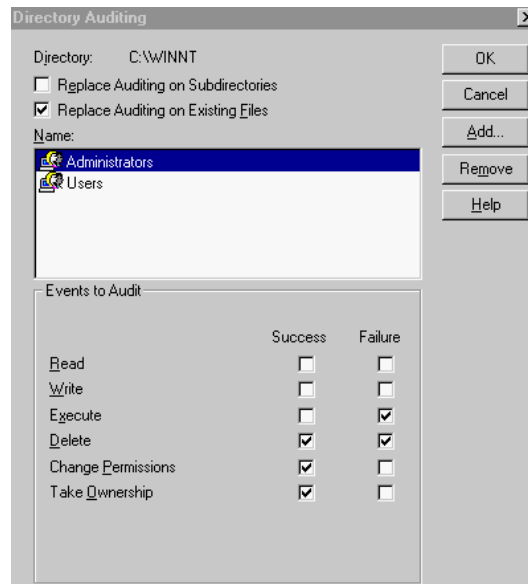 Directory Auditing
Directory: C:\WINNT
Replace Auditing on Subdirectories
Replace Auditing on Existing Files
Name:
Administrators
Users
OK
Cancel
Add...
Remove
Help
Events to Audit
Success Failure
Read
Write
Execute
Delete
Change Permissions
Take Ownership